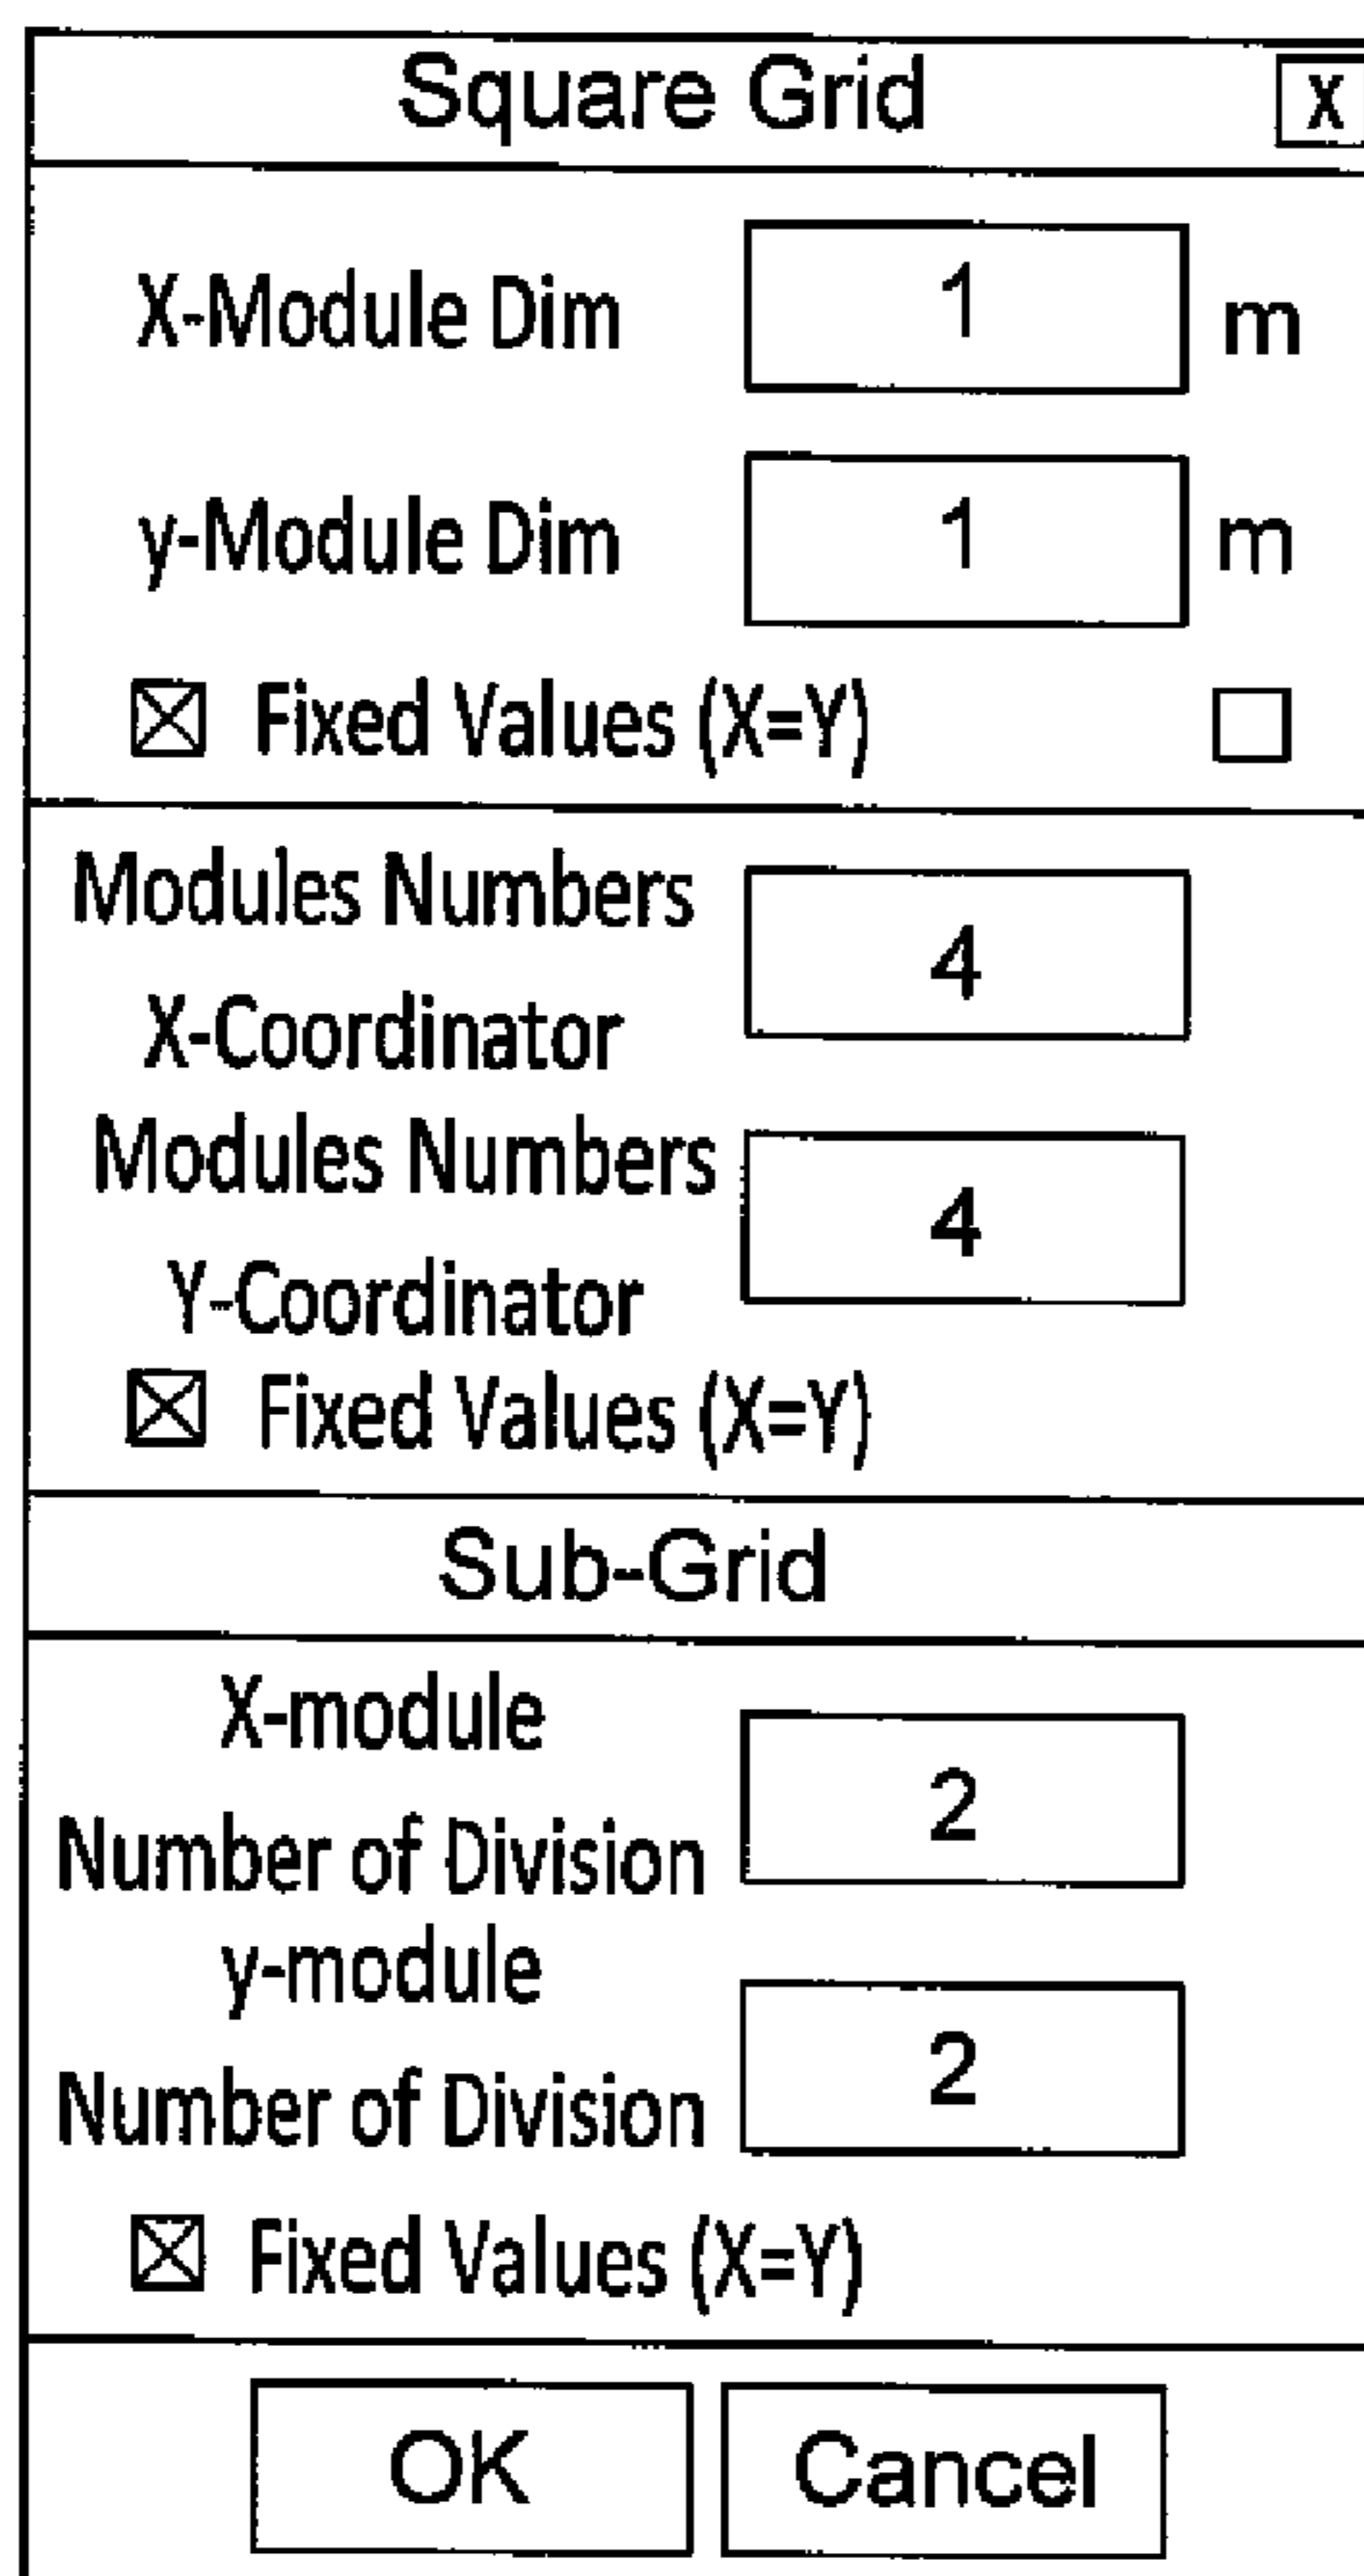 Square Grid X
X-Module Dim 1 m
y-Module Dim 1 m
Fixed Values (X=Y)
Modules Numbers
X-Coordinator 4
Modules Numbers
Y-Coordinator 4
Fixed Values (X=Y)
Sub-Grid
X-module
Number of Division 2
y-module
Number of Division 2
Fixed Values (X=Y)
OK Cancel